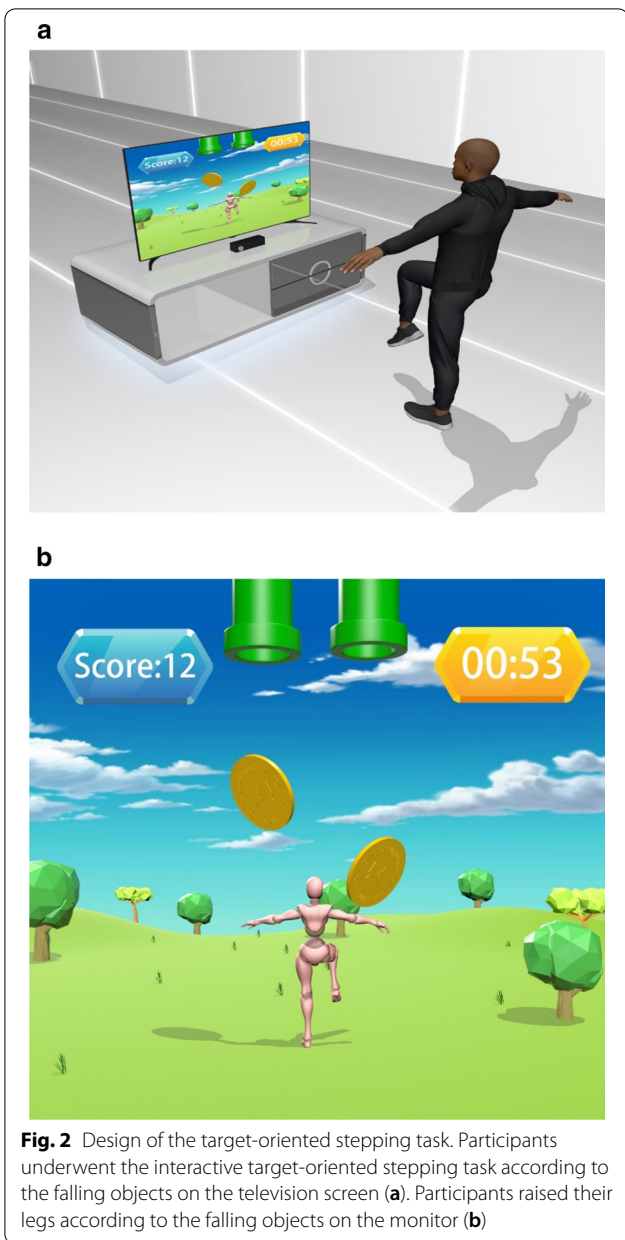 a
Score:12
00:53
b
Score:12
00:53
Fig. 2 Design of the target-oriented stepping task. Participants
underwent the interactive target-oriented stepping task according to
the falling objects on the television screen (a). Participants raised their
legs according to the falling objects on the monitor (b)